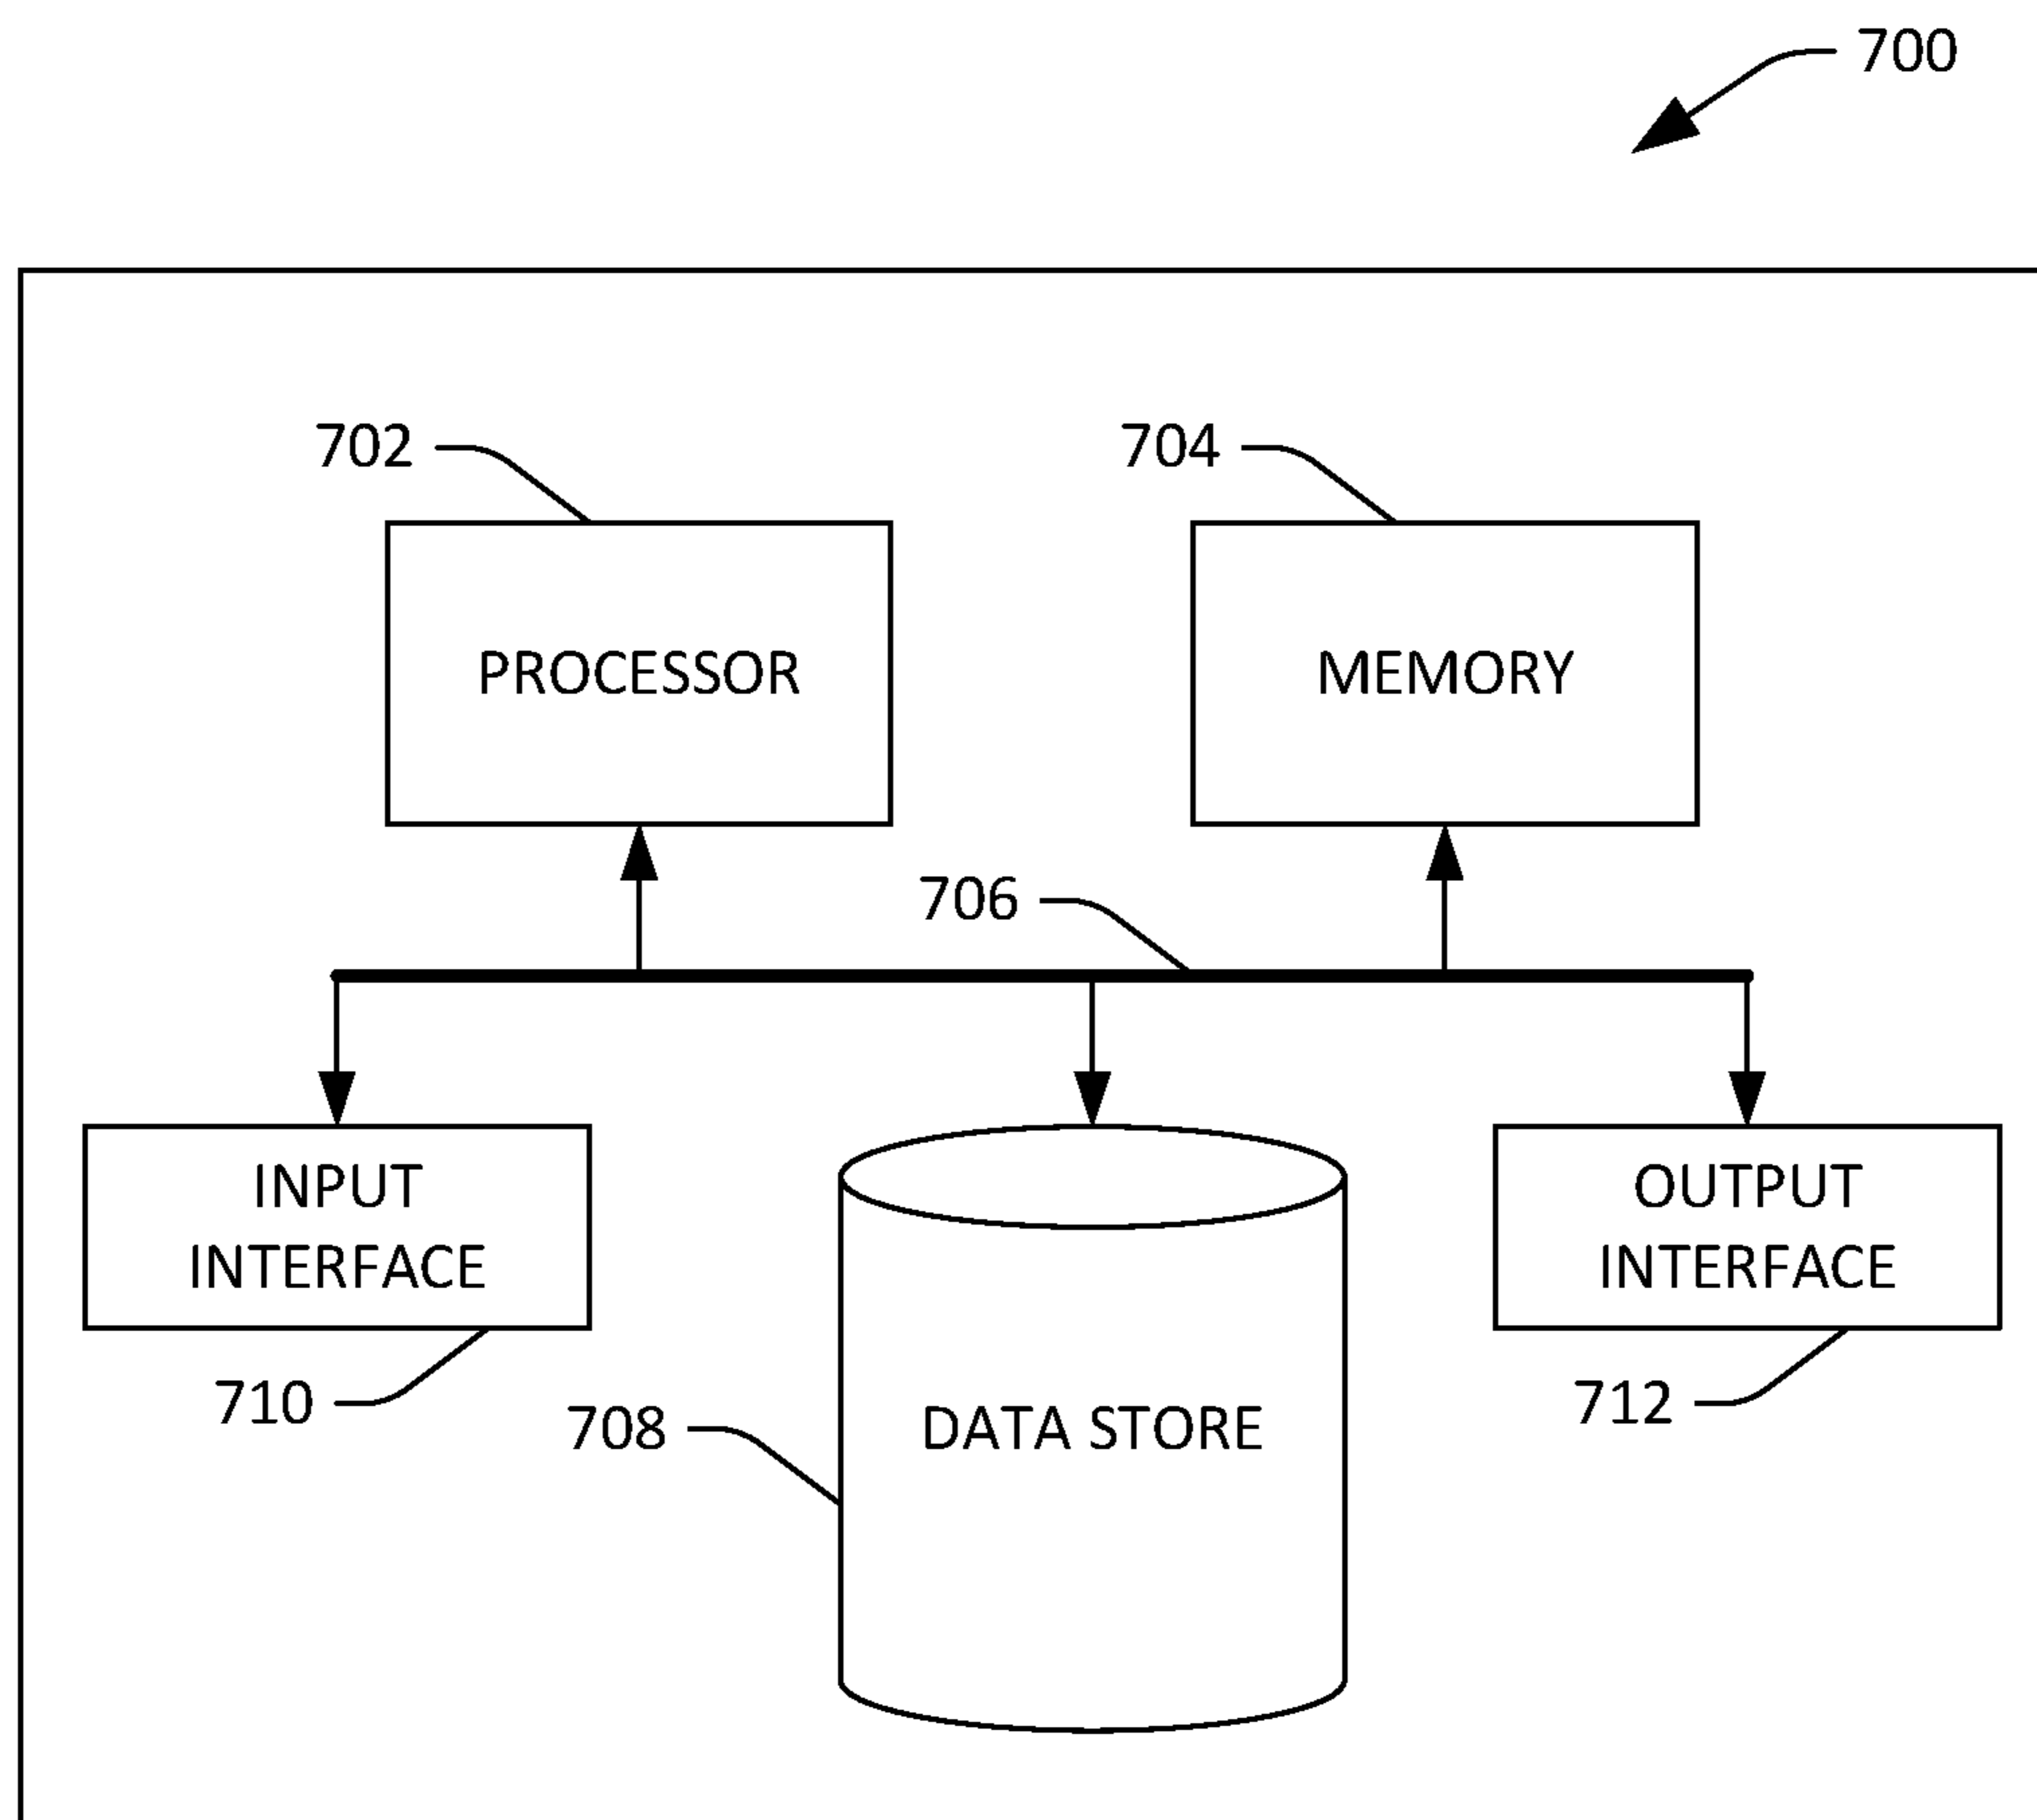 700
702
704
PROCESSOR
MEMORY
706
INPUT
INTERFACE
OUTPUT
INTERFACE
710
708
DATA STORE
712